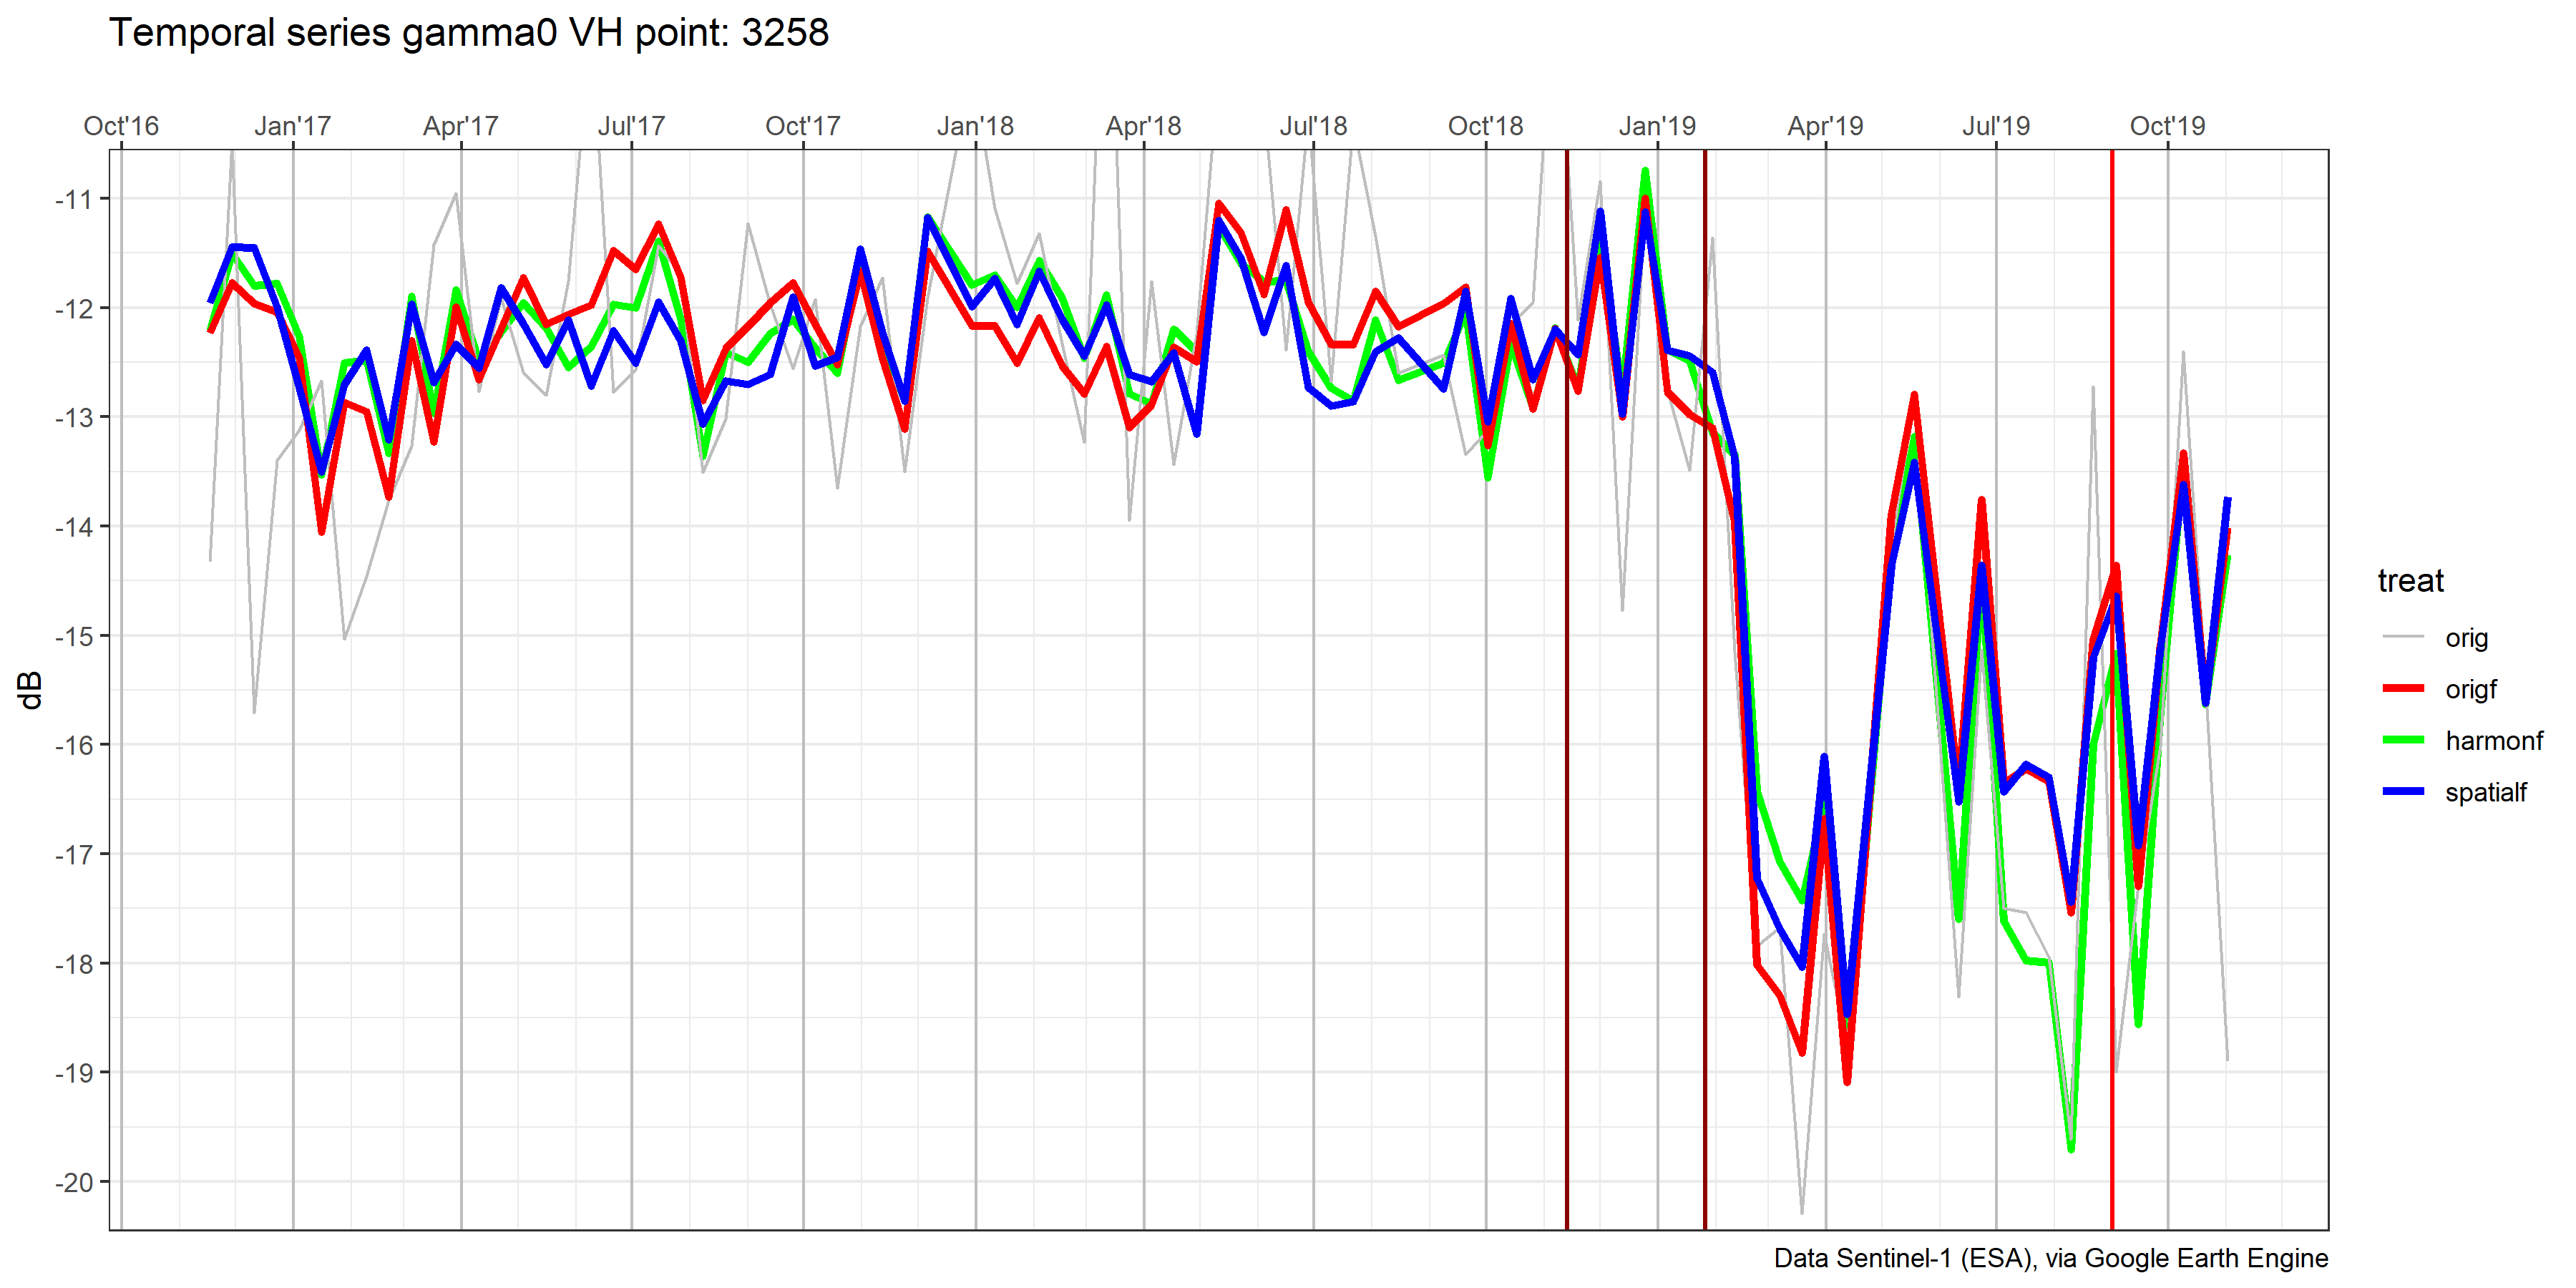 Temporal series gamma0 VH point: 3258
Oct'16 Jan'17 Apr'17 Jul'17 Oct'17 Jan'18 Apr'18 Jul'18 Oct'18 Jan'19 Apr'19 Jul'19 Oct'19
-11
-12
-13
-14
-15
-16
-17
-18
-19
-20
dB
treat
orig
origf
harmonf
spatialf
Data Sentinel-1 (ESA), via Google Earth Engine